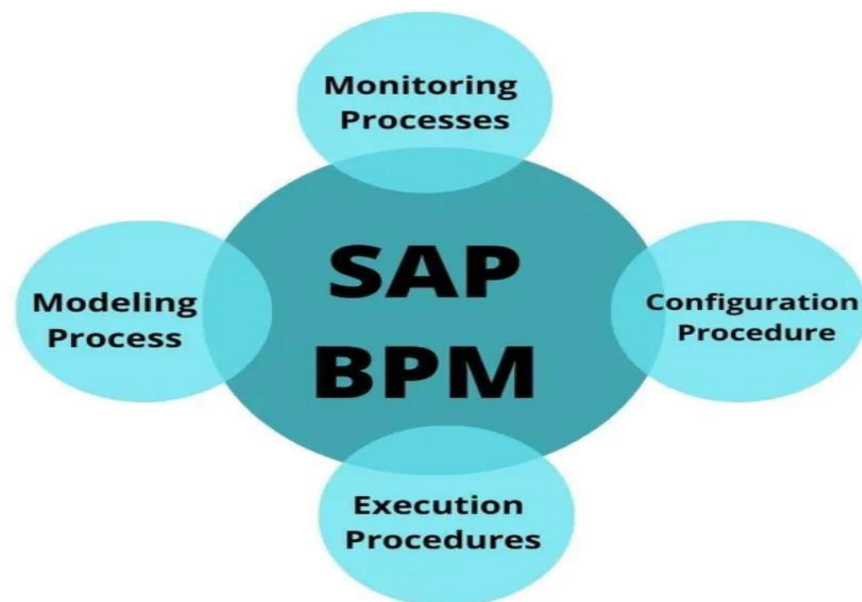 Monitoring
Processes
SAP
BPM
Modeling
Process
Configuration
Procedure
Execution
Procedures